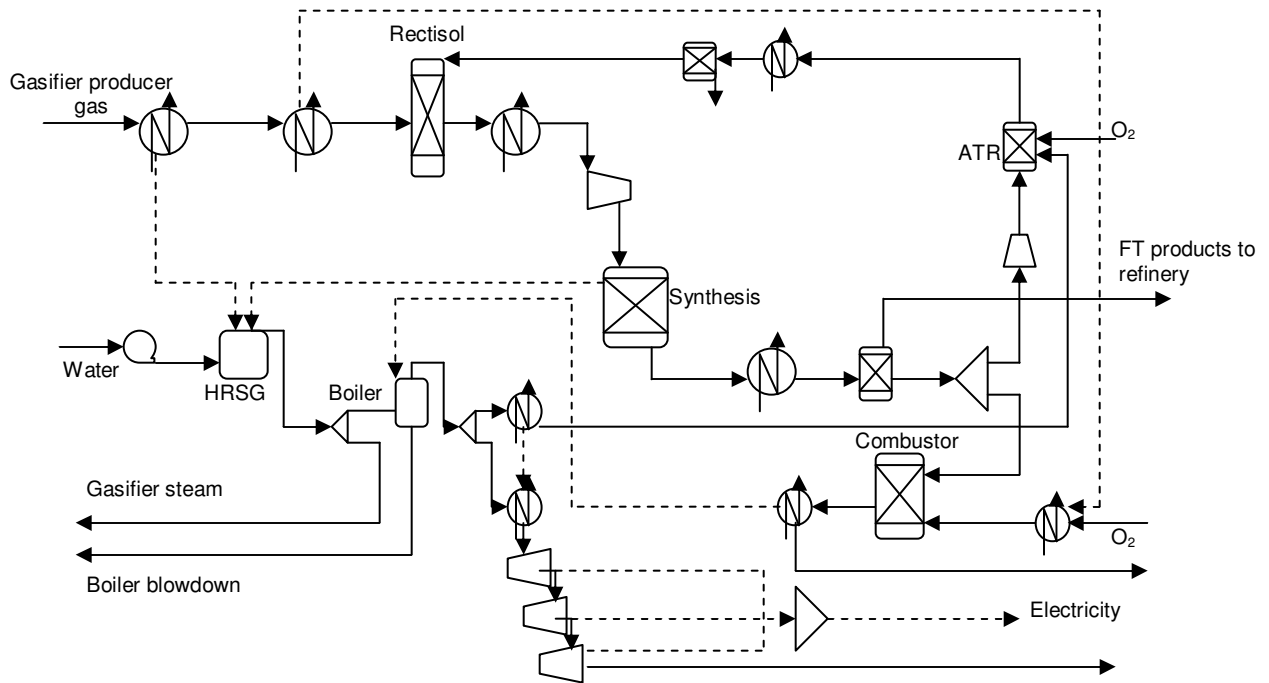 Rectisol
Gasifier producer
gas
O2
ATR
FT products to
refinery
Synthesis
Water
HRSG
Boiler
Combustor
Gasifier steam
O2
Boiler blowdown
Electricity